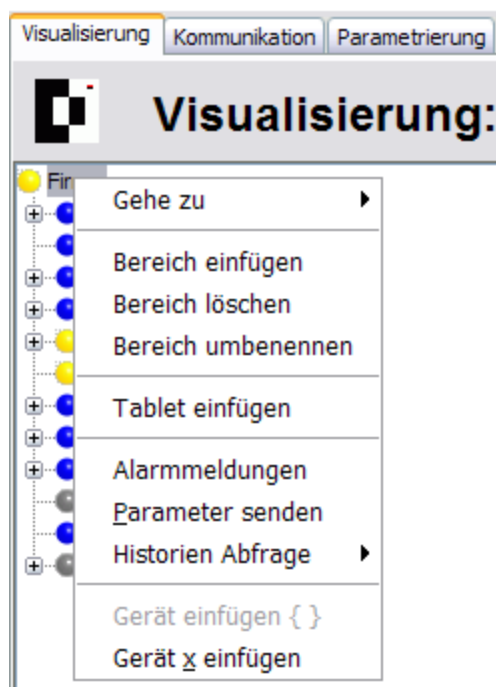 Visualisierung Kommunikation Parametrierung
Visualisierung:
Gehe zu
Bereich einfügen
Bereich löschen
Bereich umbenennen
Tablet einfügen
Alarmmeldungen
Parameter senden
Historien Abfrage
Gerät einfügen { }
Gerät x einfügen